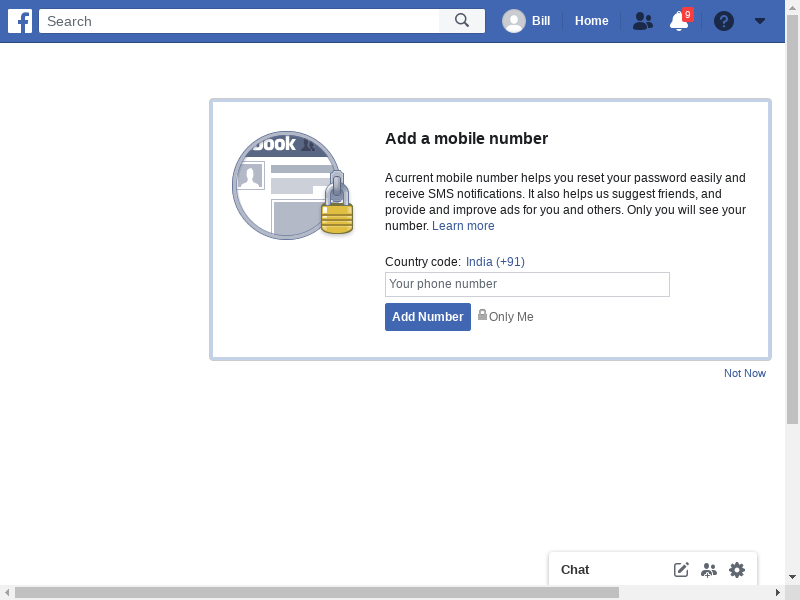 Search
Bill
Home
9
book
Add a mobile number
A current mobile number helps you reset your password easily and
receive SMS notifications. It also helps us suggest friends, and
provide and improve ads for you and others. Only you will see your
number. Learn more
Country code: India (+91)
Your phone number
Add Number Only Me
Not Now
Chat